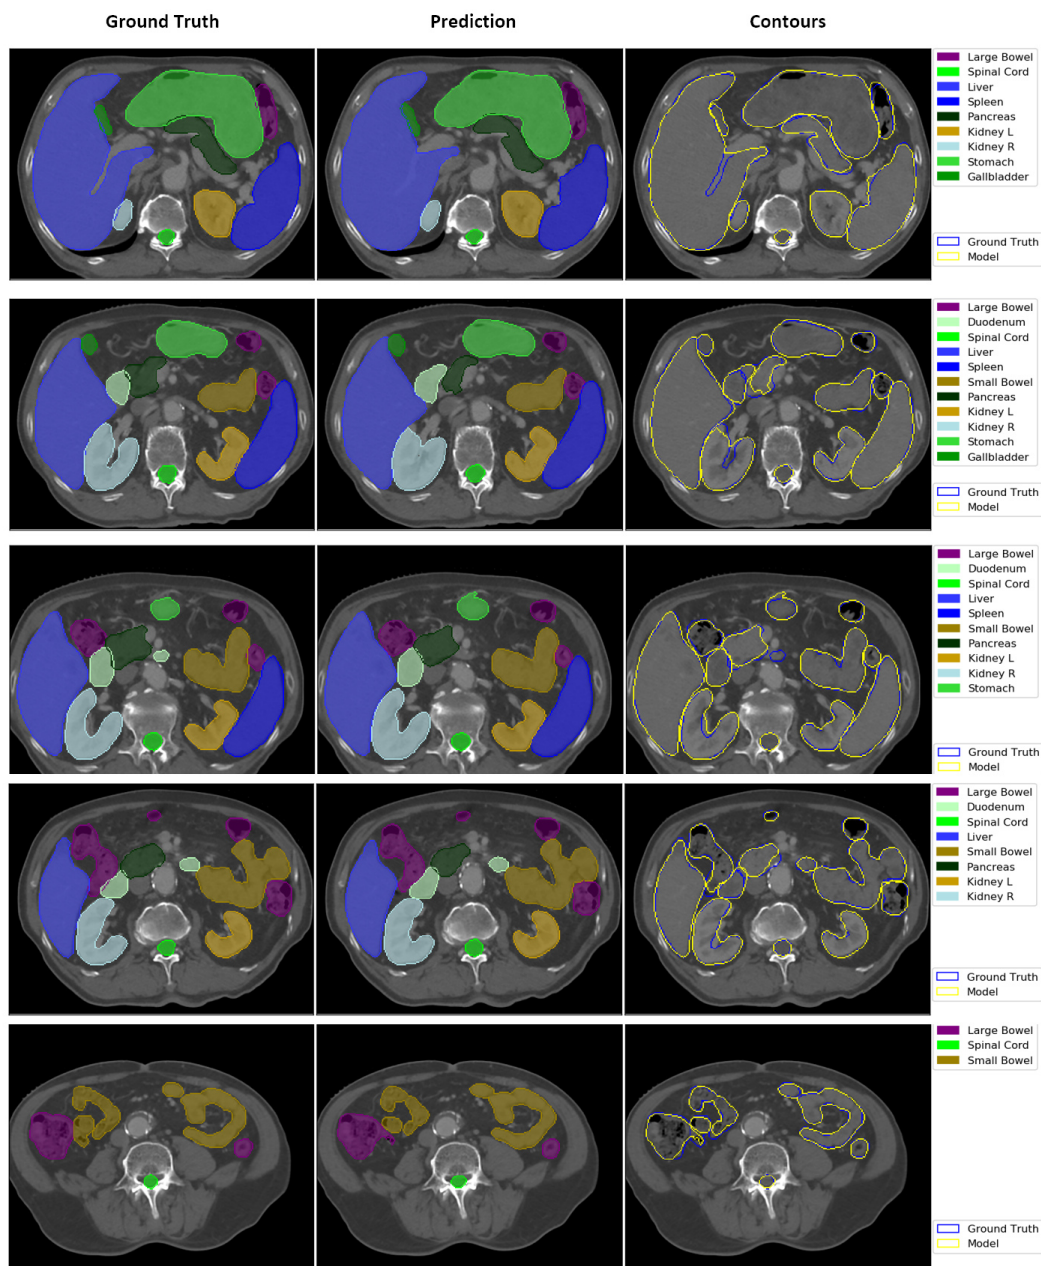 Ground Truth
Prediction
Contours
Large Bowel
Spinal Cord
Liver
Spleen
Pancreas
Kidney L
Kidney R
Stomach
Gallbladder
Ground Truth
Model
Large Bowel
Duodenum
Spinal Cord
Liver
Spleen
Small Bowel
Pancreas
Kidney L
Kidney R
Stomach
Gallbladder
Ground Truth
Model
Large Bowel
Duodenum
Spinal Cord
Liver
Spleen
Small Bowel
Pancreas
Kidney L
Kidney R
Stomach
Ground Truth
Model
Large Bowel
Duodenum
Spinal Cord
Liver
Small Bowel
Pancreas
Kidney L
Kidney R
Ground Truth
Model
Large Bowel
Spinal Cord
Small Bowel
Ground Truth
Model